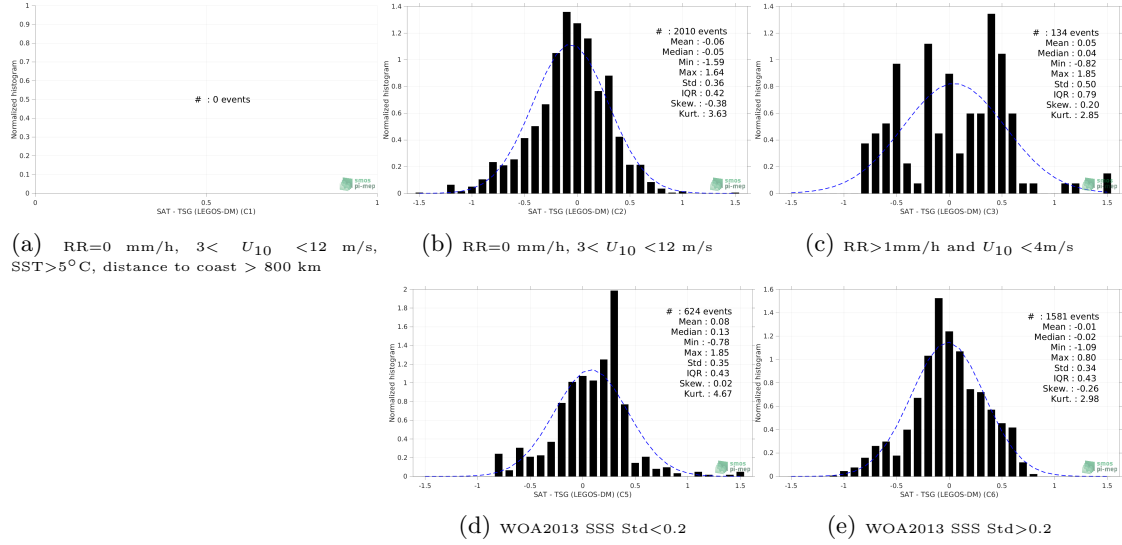 1
0.9
0.8
0.7
0.6
0.5
0.4
0.3
0.2
0.1
0
Normalized histogram
# : 0 events
smos
pi-mep
0 0.5 1
SAT - TSG (LEGOS-DM) (C1)
(a) RR=0 mm/h, 3< U10 <12 m/s,
SST>5°C, distance to coast > 800 km
1.4
1.2
1
0.8
0.6
0.4
0.2
0
Normalized histogram
# : 2010 events
Mean : -0.06
Median : -0.05
Min : -1.59
Max : 1.64
Std : 0.36
IQR : 0.42
Skew. : -0.38
Kurt. : 3.63
smos
pi-mep
-1.5 -1 -0.5 0 0.5 1 1.5
SAT - TSG (LEGOS-DM) (C2)
(b) RR=0 mm/h, 3< U10 <12 m/s
1.4
1.2
1
0.8
0.6
0.4
0.2
0
Normalized histogram
# : 134 events
Mean : 0.05
Median : 0.04
Min : -0.82
Max : 1.85
Std : 0.50
IQR : 0.79
Skew. : 0.20
Kurt. : 2.85
smos
pi-mep
-1.5 -1 -0.5 0 0.5 1 1.5
SAT - TSG (LEGOS-DM) (C3)
(c) RR>1mm/h and U10 <4m/s
2
1.8
1.6
1.4
1.2
1
0.8
0.6
0.4
0.2
0
Normalized histogram
# : 624 events
Mean : 0.08
Median : 0.13
Min : -0.78
Max : 1.85
Std : 0.35
IQR : 0.43
Skew. : 0.02
Kurt. : 4.67
smos
pi-mep
-1.5 -1 -0.5 0 0.5 1 1.5
SAT - TSG (LEGOS-DM) (C5)
(d) WOA2013 SSS Std<0.2
1.6
1.4
1.2
1
0.8
0.6
0.4
0.2
0
Normalized histogram
# : 1581 events
Mean : -0.01
Median : -0.02
Min : -1.09
Max : 0.80
Std : 0.34
IQR : 0.43
Skew. : -0.26
Kurt. : 2.98
smos
pi-mep
-1.5 -1 -0.5 0 0.5 1 1.5
SAT - TSG (LEGOS-DM) (C6)
(e) WOA2013 SSS Std>0.2